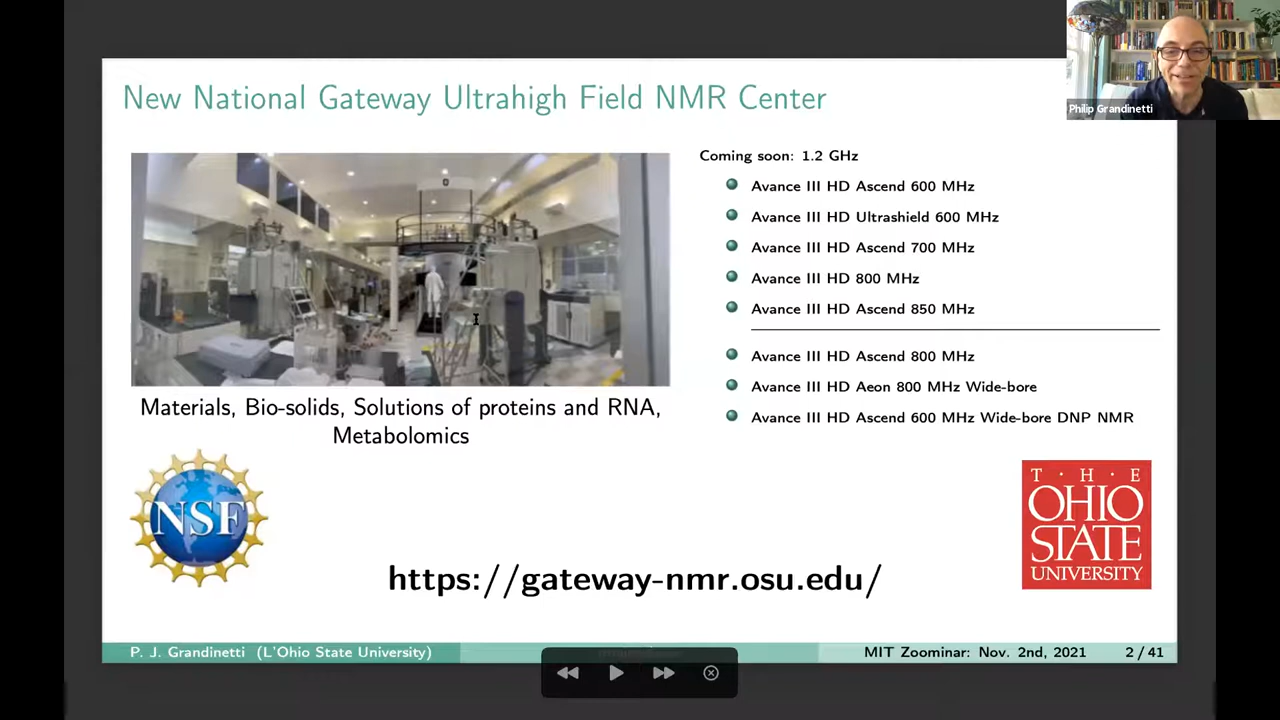 New National Gateway Ultrahigh Field NMR Center
Philip Grandinetti
Coming soon: 1.2 GHz
Avance III HD Ascend 600 MHz
Avance III HD Ultrashield 600 MHz
Avance III HD Ascend 700 MHz
Avance III HD 800 MHz
Avance III HD Ascend 850 MHz
Avance III HD Ascend 800 MHz
Avance III HD Aeon 800 MHz Wide-bore
Avance III HD Ascend 600 MHz Wide-bore DNP NMR
Materials, Bio-solids, Solutions of proteins and RNA,
Metabolomics
NSF
T · H · E
OHIO
STATE
UNIVERSITY
https://gateway-nmr.osu.edu/
P. J. Grandinetti (L'Ohio State University)
MIT Zoominar: Nov. 2nd, 2021 2 / 41